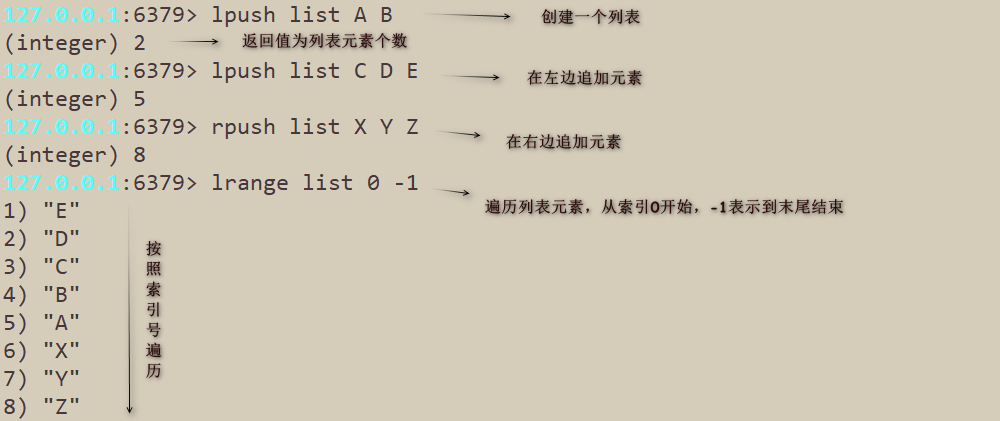 127.0.0.1:6379> lpush list A B
创建一个列表
(integer) 2
返回值为列表元素个数
127.0.0.1:6379> lpush list C D E
在左边追加元素
(integer) 5
127.0.0.1:6379> rpush list X Y Z
在右边追加元素
(integer) 8
127.0.0.1:6379> lrange list 0 -1
遍历列表元素，从索引0开始，-1表示到末尾结束
1) "E"
2) "D"
3) "C"
4) "B"
5) "A"
6) "X"
7) "Y"
8) "Z"
按照索引号遍历